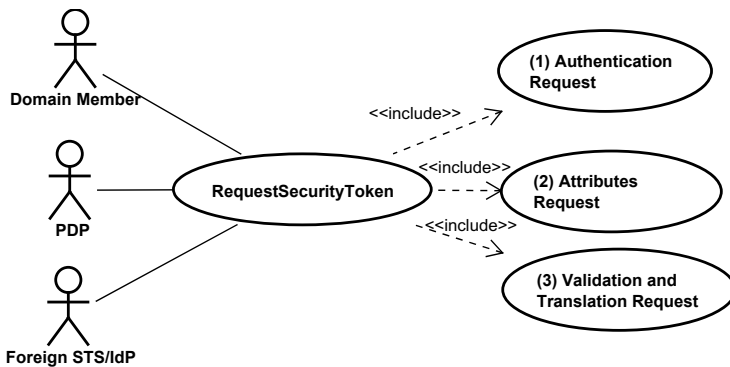 (1) Authentication
Request
Domain Member
<<include>>
<<include>>
RequestSecurityToken
(2) Attributes
Request
PDP
<<include>>
(3) Validation and
Translation Request
Foreign STS/IdP